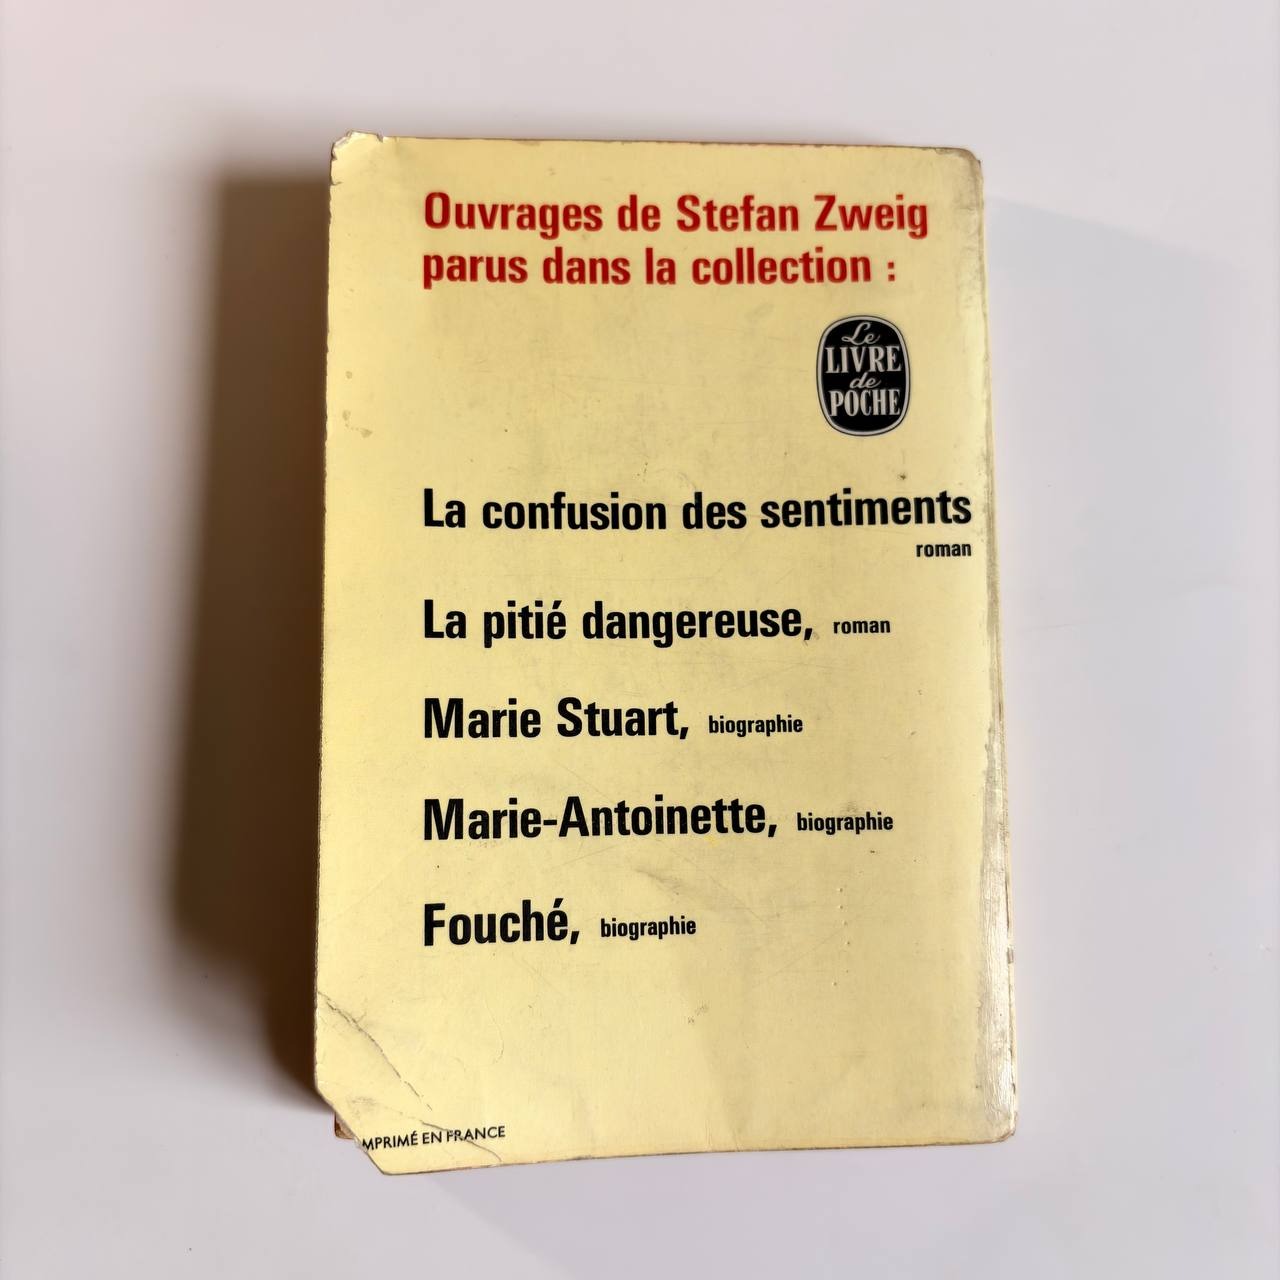 Ouvrages de Stefan Zweig
parus dans la collection :
Le
LIVRE
de
POCHE
La confusion des sentiments
roman
La pitié dangereuse, roman
Marie Stuart, biographie
Marie-Antoinette, biographie
Fouché, biographie
MPRIMÉ EN FRANCE